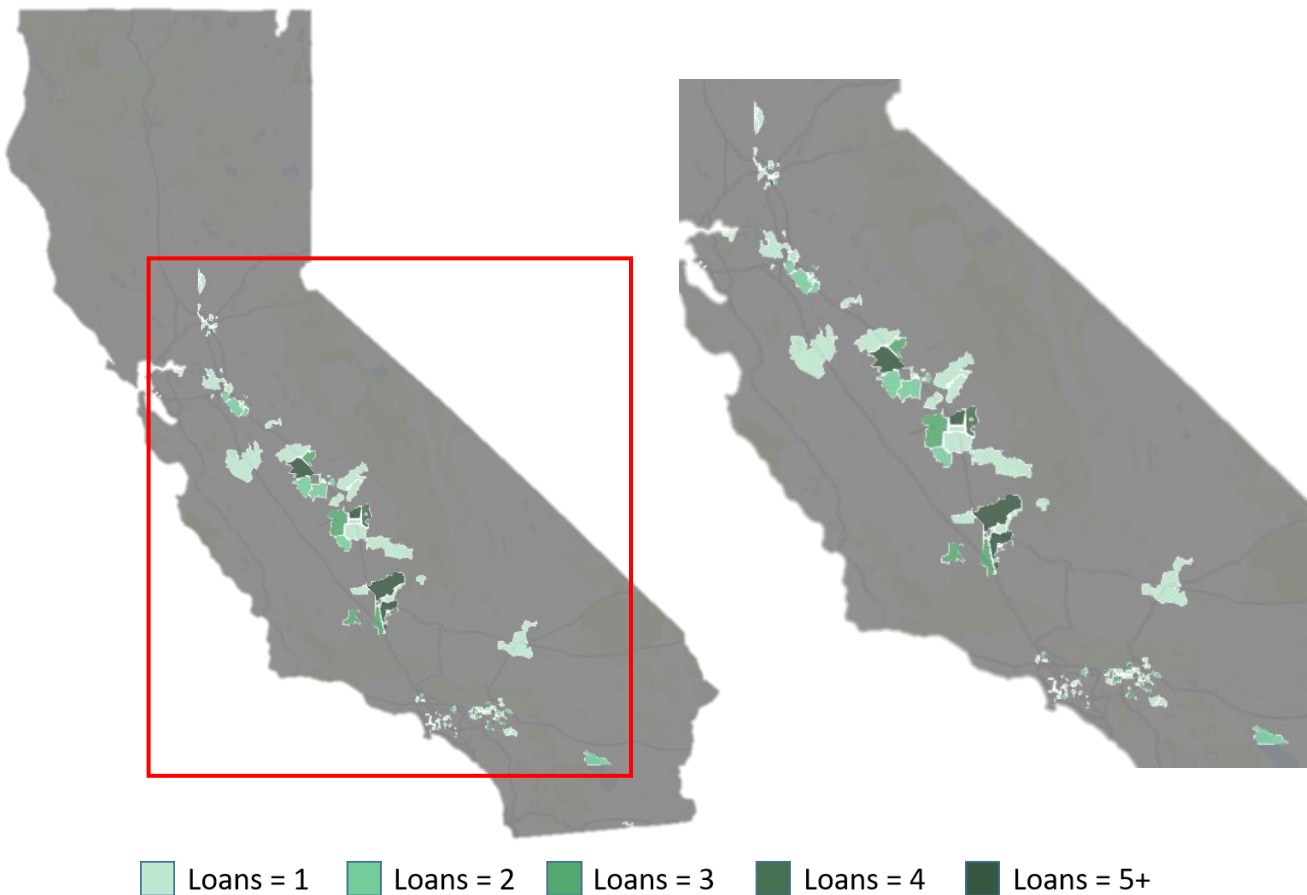 Loans = 1 Loans = 2 Loans = 3 Loans = 4 Loans = 5+